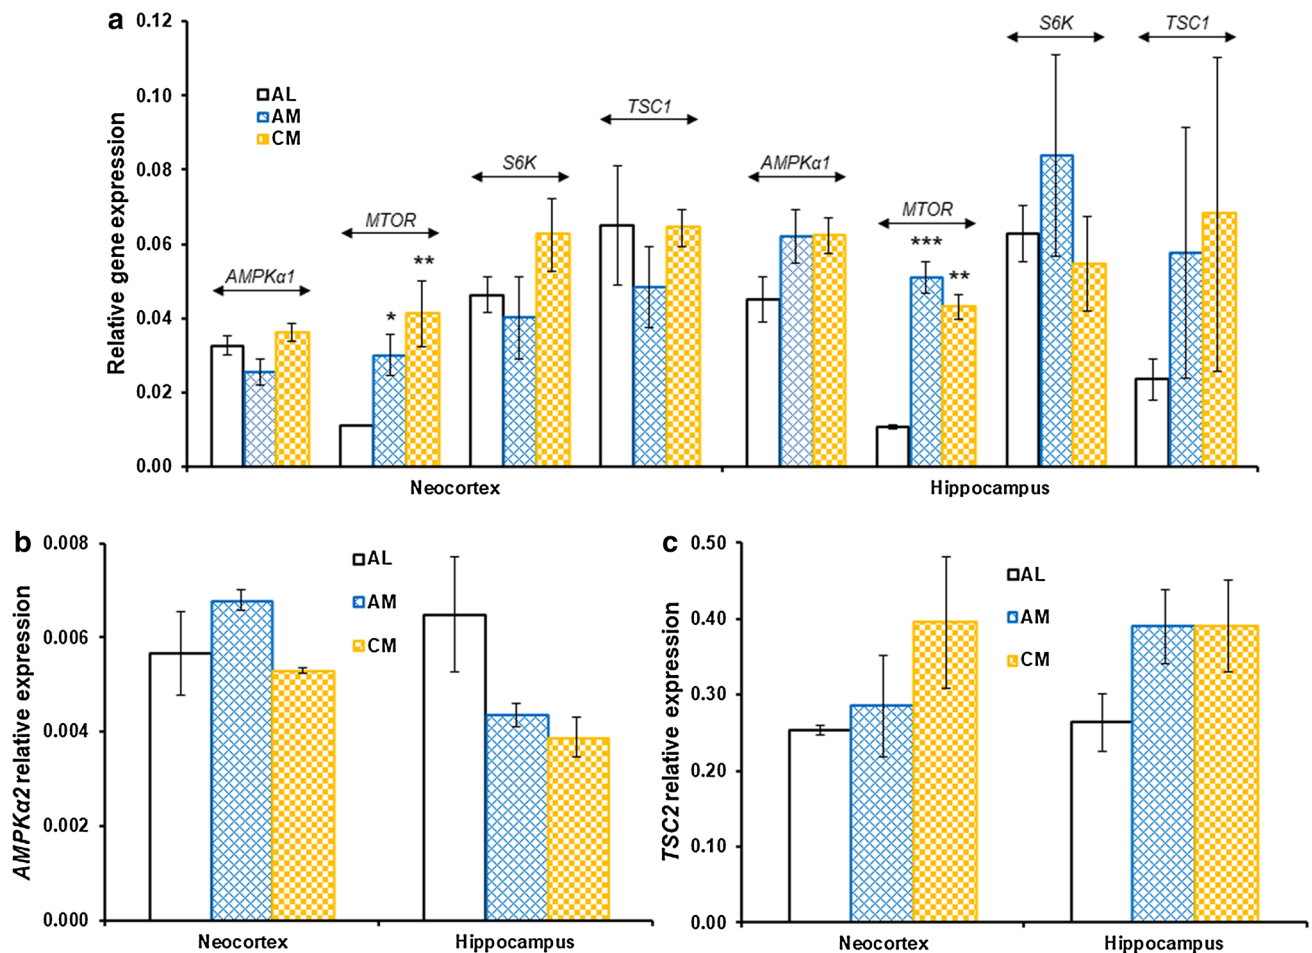 a
0.12
0.10
0.08
0.06
0.04
0.02
0.00
Relative gene expression
AL
AM
CM
AMPKα1
MTOR
S6K
TSC1
AMPKα1
MTOR
S6K
TSC1
*
**
***
**
Neocortex
Hippocampus
b
0.008
0.006
0.004
0.002
0.000
AMPKα2 relative expression
AL
AM
CM
Neocortex
Hippocampus
c
0.50
0.40
0.30
0.20
0.10
0.00
TSC2 relative expression
AL
AM
CM
Neocortex
Hippocampus